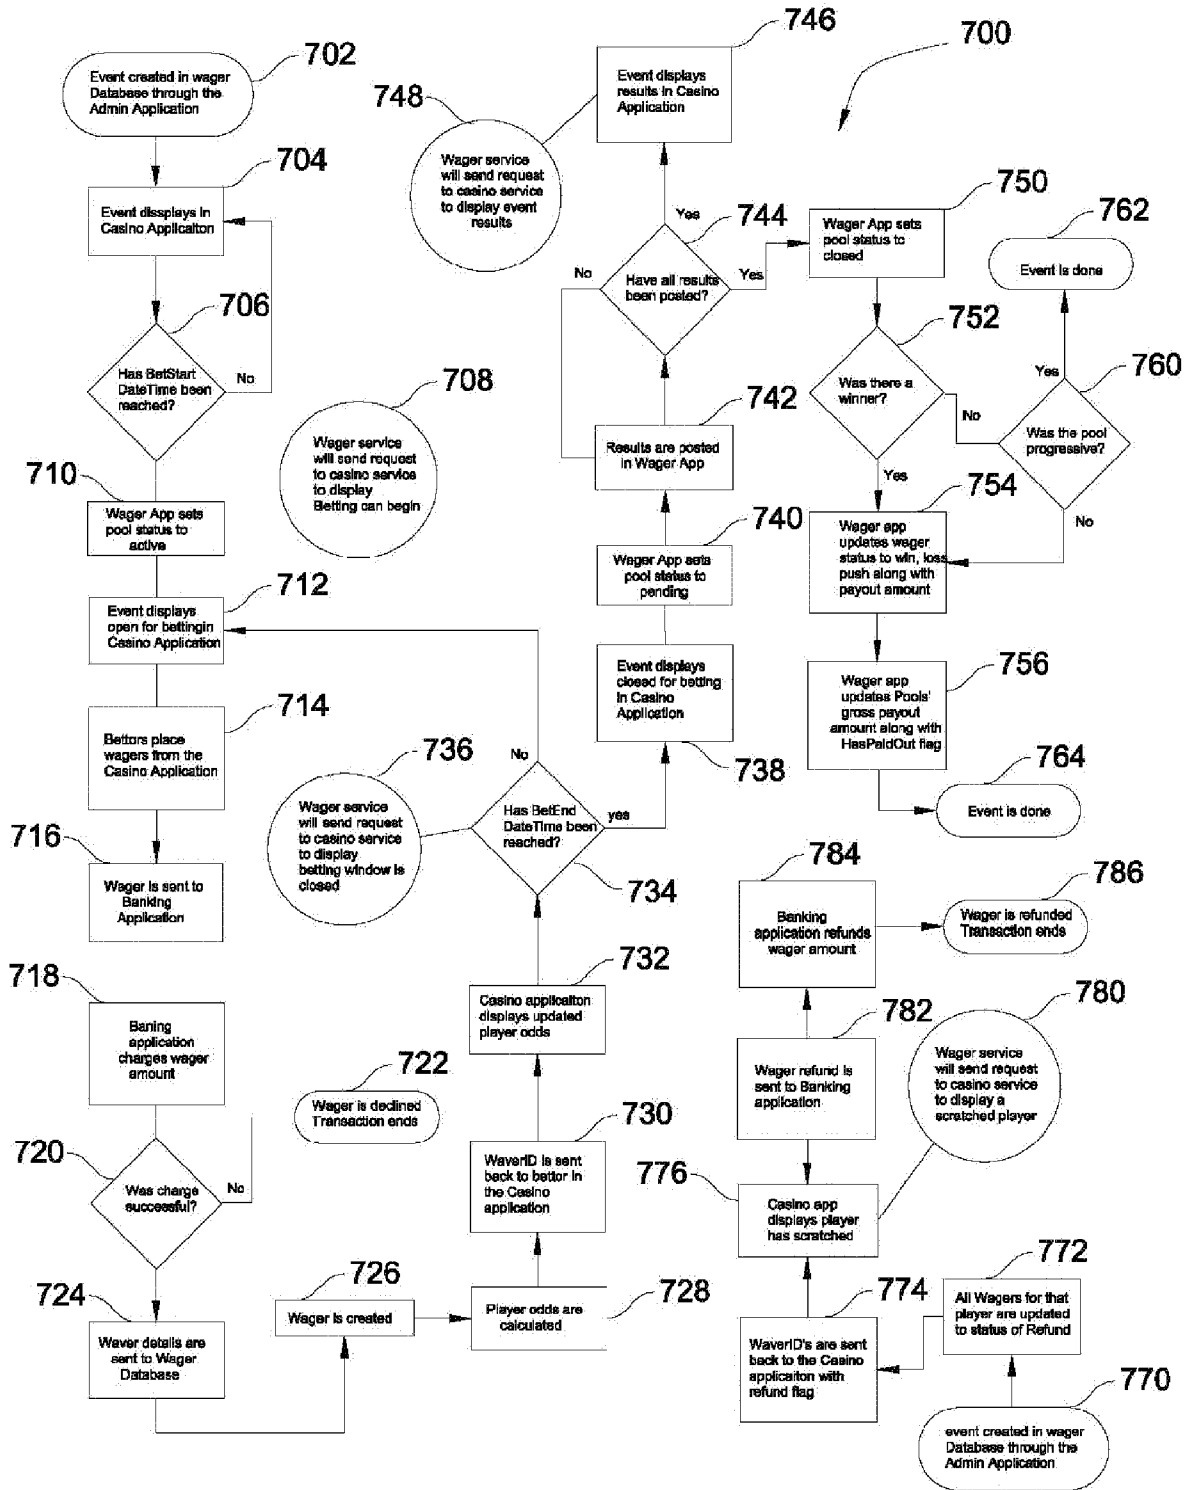 702
Event created in wager
Database through the
Admin Application
704
Event dissplays in
Casino Applicaiton
706
Has BetStart
DateTime been
reached?
No
708
Wager service
will send request
to casino service
to display
Betting can begin
710
Wager App sets
pool status to
active
712
Event displays
open for bettingin
Casino Application
714
Bettors place
wagers from the
Casino Application
716
Wager is sent to
Banking
Application
718
Baning
application
charges wager
amount
720
Was charge
successful?
No
722
Wager is declined
Transaction ends
724
Waver details are
sent to Wager
Database
726
Wager is created
728
Player odds are
calculated
730
WaverID is sent
back to bettor in
the Casino
application
732
Casino applicaiton
displays updated
player odds
734
Has BetEnd
DateTime been
reached?
No
yes
736
Wager service
will send request
to casino service
to display
betting window is
closed
738
Event displays
closed for betting
in Casino
Application
740
Wager App sets
pool status to
pending
742
Results are posted
in Wager App
744
Have all results
been posted?
No
Yes
Yes
746
Event displays
results in Casino
Application
748
Wager service
will send request
to casino service
to display event
results
700
750
Wager App sets
pool status to
closed
752
Was there a
winner?
No
Yes
754
Wager app
updates wager
status to win, loss
push along with
payout amount
756
Wager app
updates Pools'
gross payout
amount along with
HasPaidOut flag
760
Was the pool
progressive?
Yes
No
762
Event is done
764
Event is done
784
Banking
application refunds
wager amount
786
Wager is refunded
Transaction ends
782
Wager refund is
sent to Banking
application
780
Wager service
will send request
to casino service
to display a
scratched player
776
Casino app
displays player
has scratched
774
WaverID's are sent
back to the Casino
applicaiton with
refund flag
772
All Wagers for that
player are updated
to status of Refund
770
event created in wager
Database through the
Admin Application